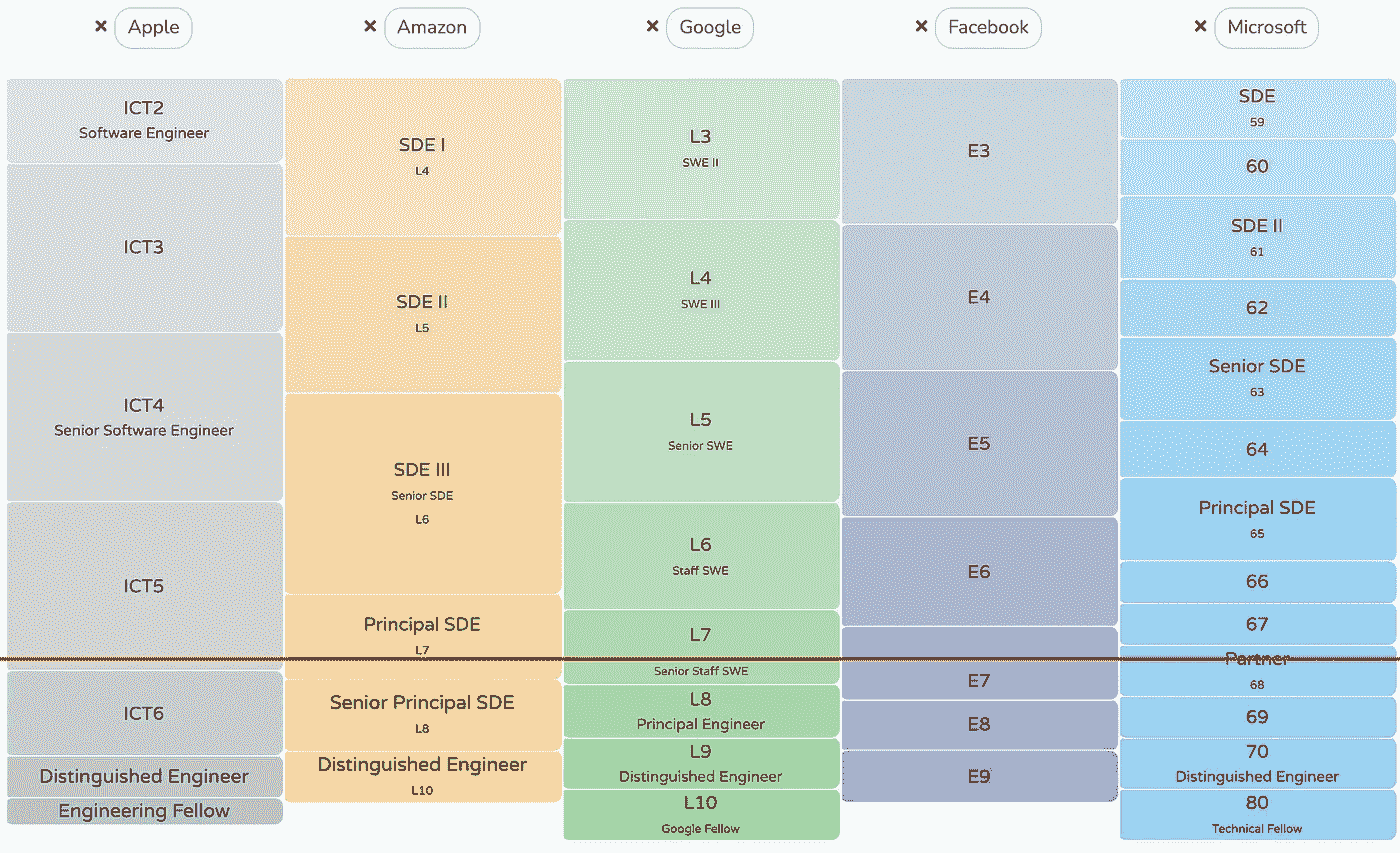 × Apple
× Amazon
× Google
× Facebook
× Microsoft
ICT2
Software Engineer
ICT3
ICT4
Senior Software Engineer
ICT5
ICT6
Distinguished Engineer
Engineering Fellow
SDE I
L4
SDE II
L5
SDE III
Senior SDE
L6
Principal SDE
L7
Senior Principal SDE
L8
Distinguished Engineer
L10
L3
SWE II
L4
SWE III
L5
Senior SWE
L6
Staff SWE
L7
Senior Staff SWE
L8
Principal Engineer
L9
Distinguished Engineer
L10
Google Fellow
E3
E4
E5
E6
E7
E8
E9
SDE
59
60
SDE II
61
62
Senior SDE
63
64
Principal SDE
65
66
67
Partner
68
69
70
Distinguished Engineer
80
Technical Fellow